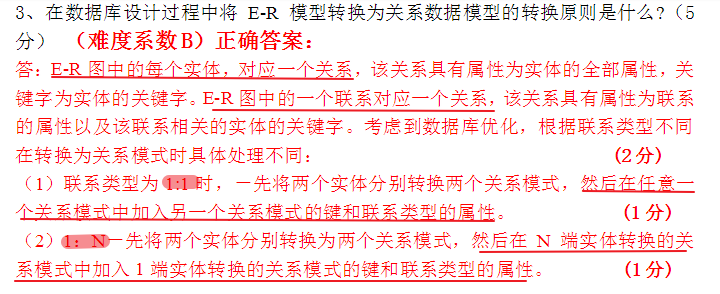 3、在数据库设计过程中将 E-R 模型转换为关系数据模型的转换原则是什么?（5
分） （难度系数B）正确答案：
答：E-R 图中的每个实体，对应一个关系，该关系具有属性为实体的全部属性，关
键字为实体的关键字。E-R 图中的一个联系对应一个关系，该关系具有属性为联系
的属性以及该联系相关的实体的关键字。考虑到数据库优化，根据联系类型不同
在转换为关系模式时具体处理不同： （2 分）
（1）联系类型为 1:1 时，－先将两个实体分别转换两个关系模式，然后在任意一
个关系模式中加入另一个关系模式的键和联系类型的属性。 （1 分）
（2）1：N－先将两个实体分别转换为两个关系模式，然后在 N 端实体转换的关
系模式中加入 1 端实体转换的关系模式的键和联系类型的属性。 （1 分）